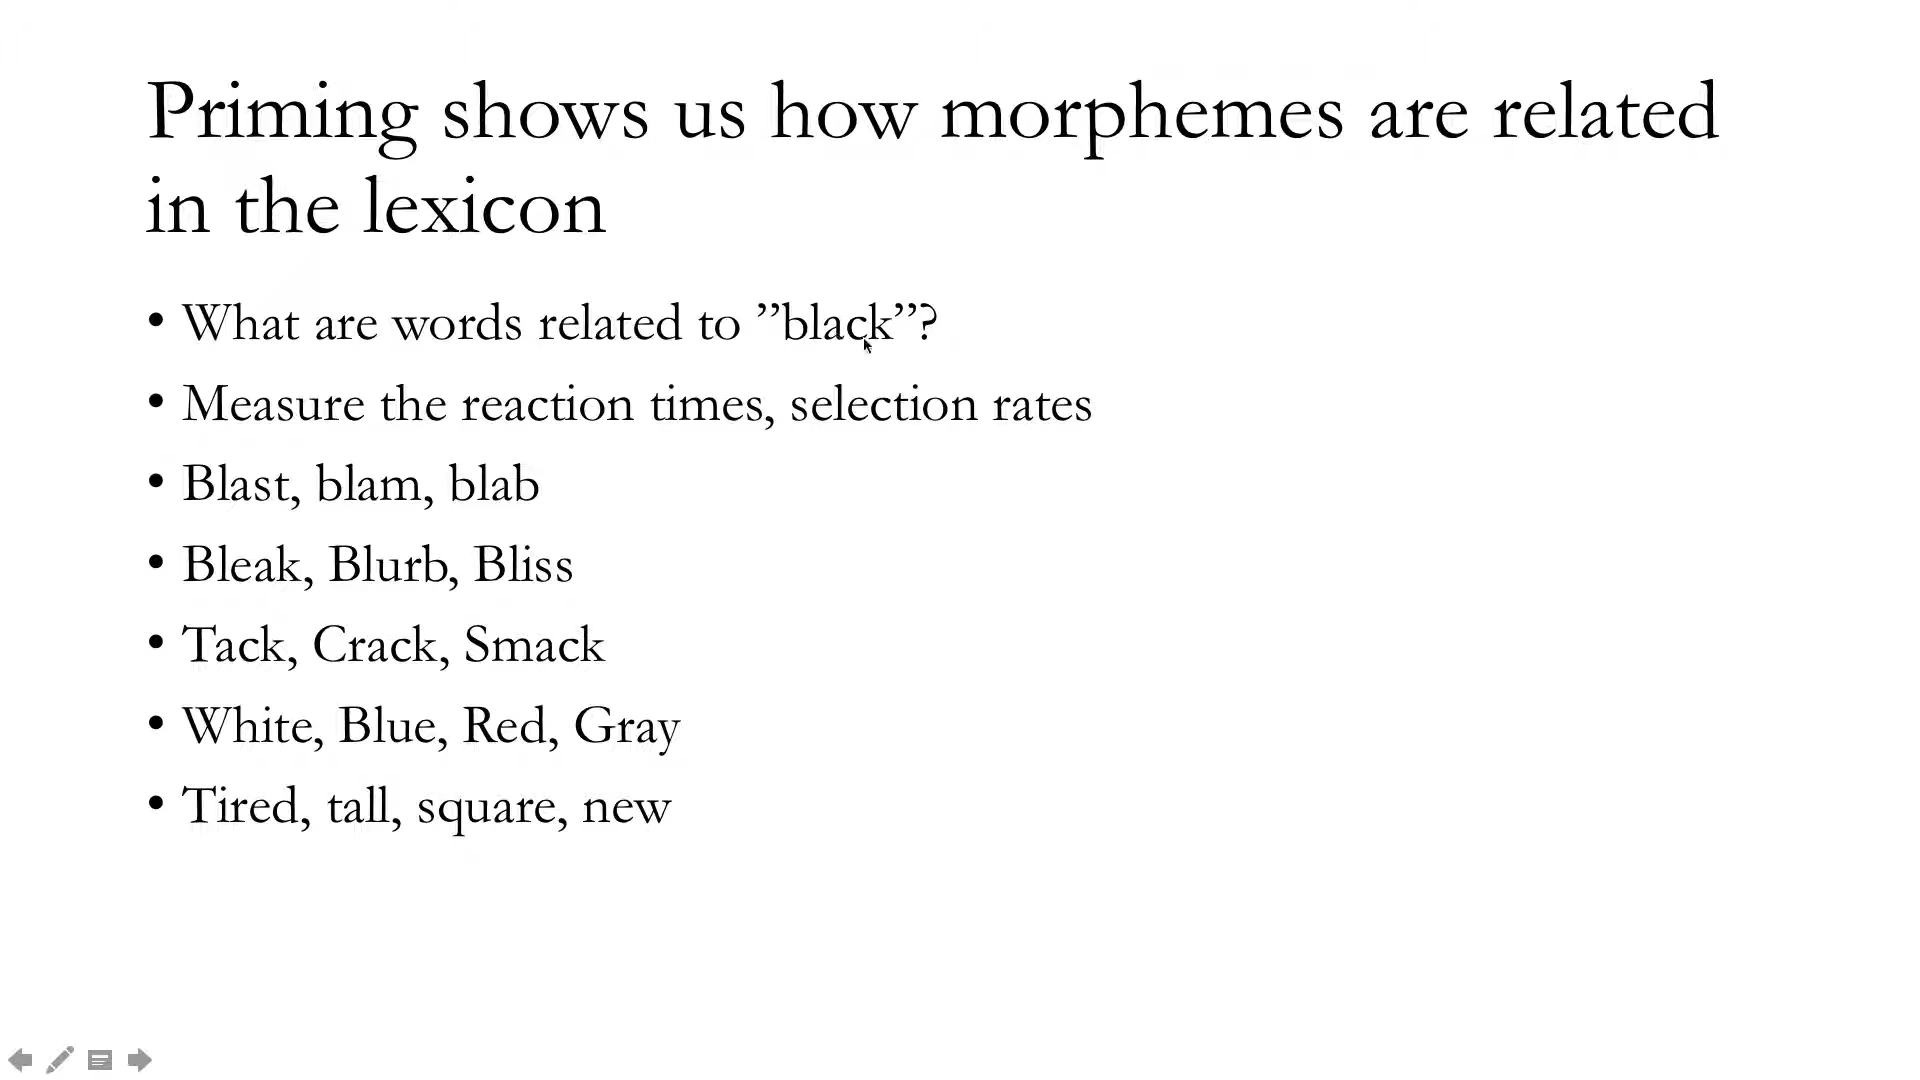 Priming shows us how morphemes are related
in the lexicon
• What are words related to ”black”?
• Measure the reaction times, selection rates
• Blast, blam, blab
• Bleak, Blurb, Bliss
• Tack, Crack, Smack
• White, Blue, Red, Gray
• Tired, tall, square, new